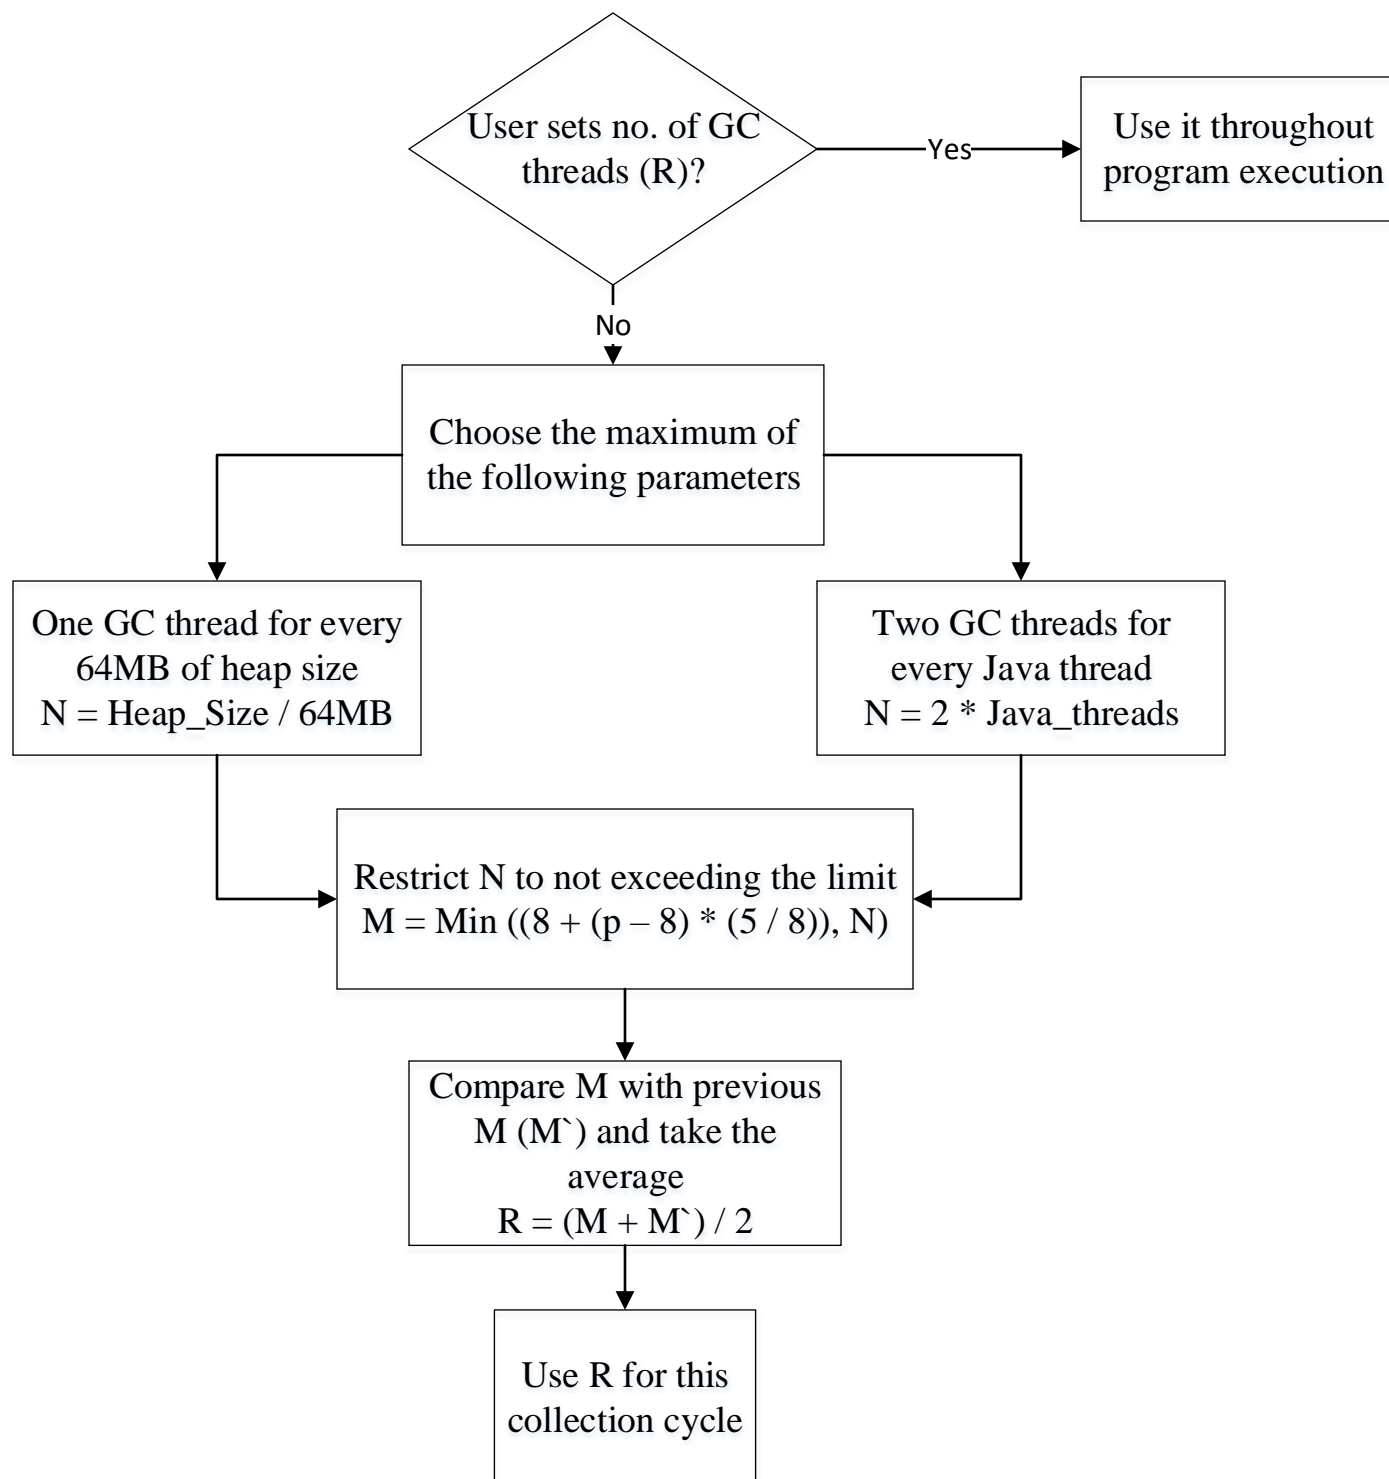 User sets no. of GC
threads (R)?
Yes
Use it throughout
program execution
No
Choose the maximum of
the following parameters
One GC thread for every
64MB of heap size
N = Heap_Size / 64MB
Two GC threads for
every Java thread
N = 2 * Java_threads
Restrict N to not exceeding the limit
M = Min ((8 + (p – 8) * (5 / 8)), N)
Compare M with previous
M (M`) and take the
average
R = (M + M`) / 2
Use R for this
collection cycle